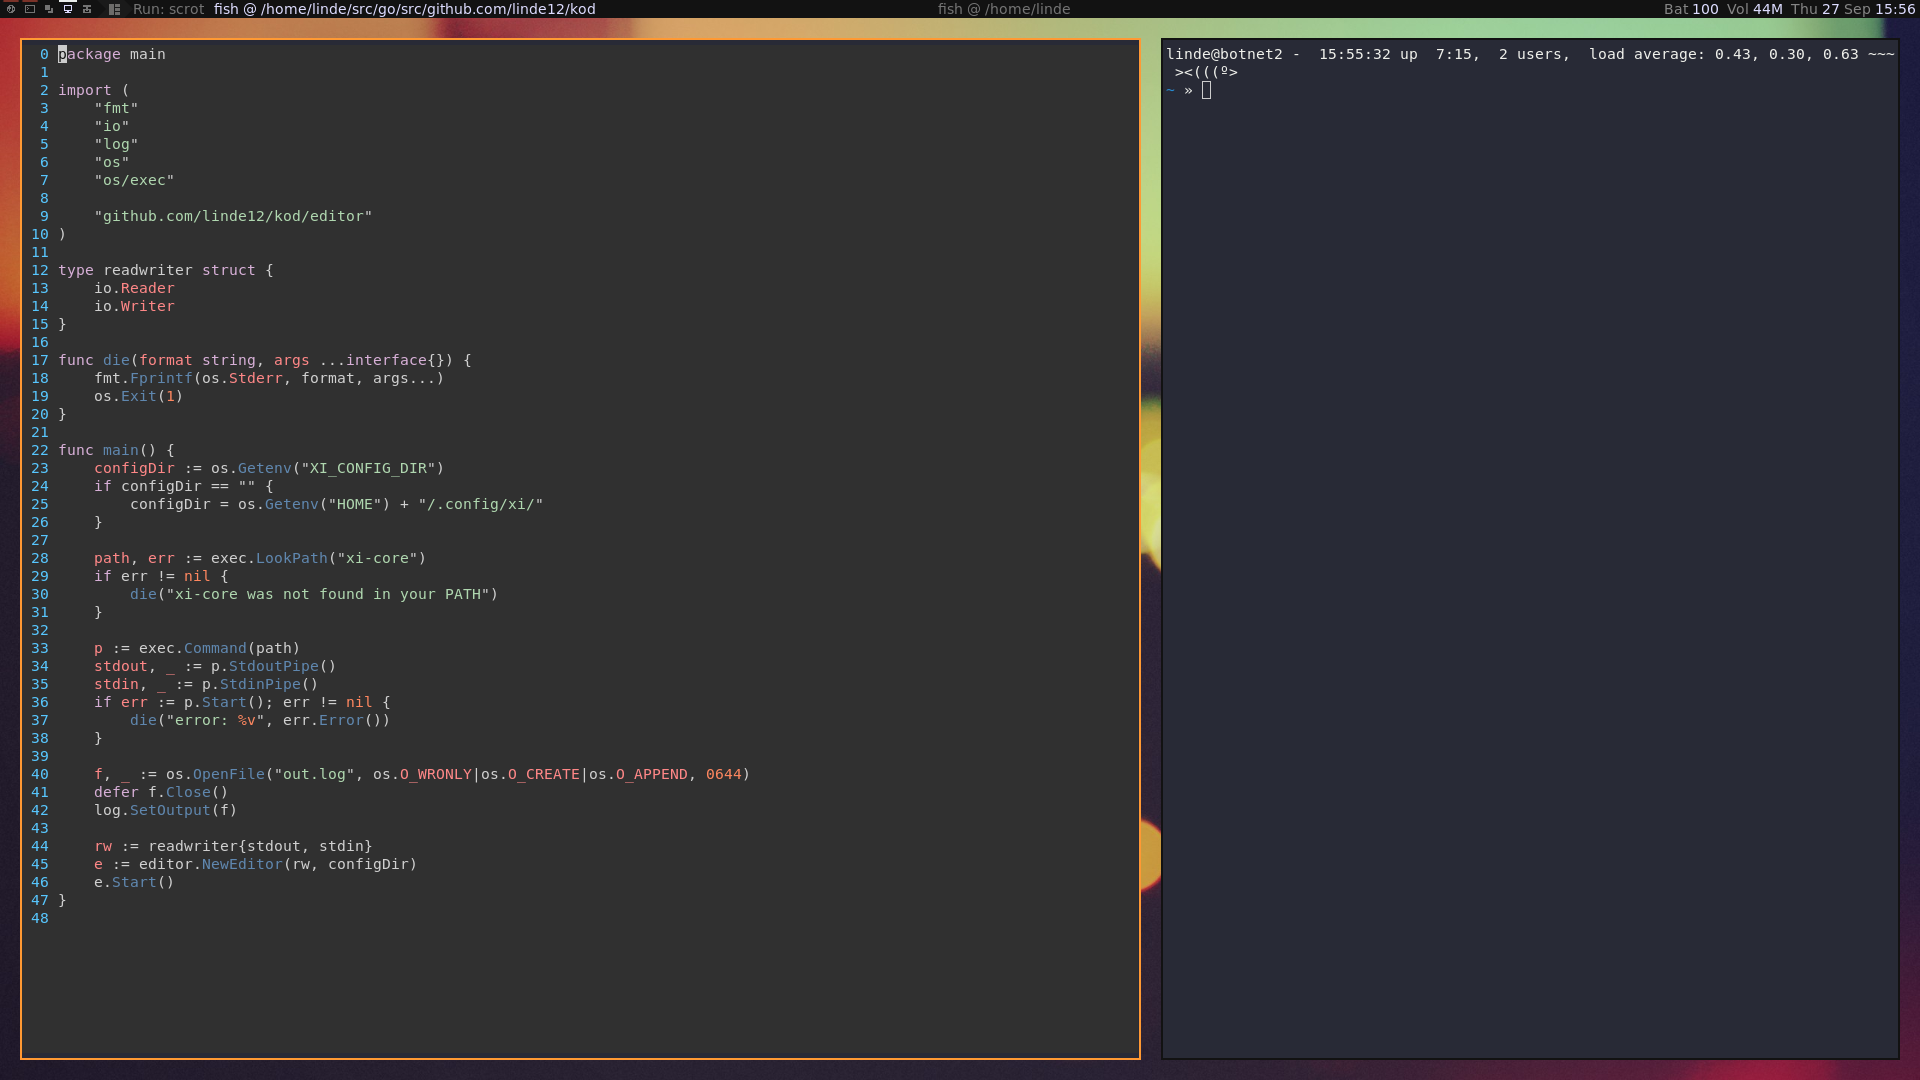 Run: scrot fish @ /home/linde/src/go/src/github.com/linde12/kod fish @ /home/linde Bat 100 Vol 44M Thu 27 Sep 15:56
0 package main
1
2 import (
3     "fmt"
4     "io"
5     "log"
6     "os"
7     "os/exec"
8
9     "github.com/linde12/kod/editor"
10 )
11
12 type readwriter struct {
13     io.Reader
14     io.Writer
15 }
16
17 func die(format string, args ...interface{}) {
18     fmt.Fprintf(os.Stderr, format, args...)
19     os.Exit(1)
20 }
21
22 func main() {
23     configDir := os.Getenv("XI_CONFIG_DIR")
24     if configDir == "" {
25         configDir = os.Getenv("HOME") + "/.config/xi/"
26     }
27
28     path, err := exec.LookPath("xi-core")
29     if err != nil {
30         die("xi-core was not found in your PATH")
31     }
32
33     p := exec.Command(path)
34     stdout, _ := p.StdoutPipe()
35     stdin, _ := p.StdinPipe()
36     if err := p.Start(); err != nil {
37         die("error: %v", err.Error())
38     }
39
40     f, _ := os.OpenFile("out.log", os.O_WRONLY|os.O_CREATE|os.O_APPEND, 0644)
41     defer f.Close()
42     log.SetOutput(f)
43
44     rw := readwriter{stdout, stdin}
45     e := editor.NewEditor(rw, configDir)
46     e.Start()
47 }
48
linde@botnet2 -  15:55:32 up  7:15,  2 users,  load average: 0.43, 0.30, 0.63 ~~~
 ><(((º>
~ »